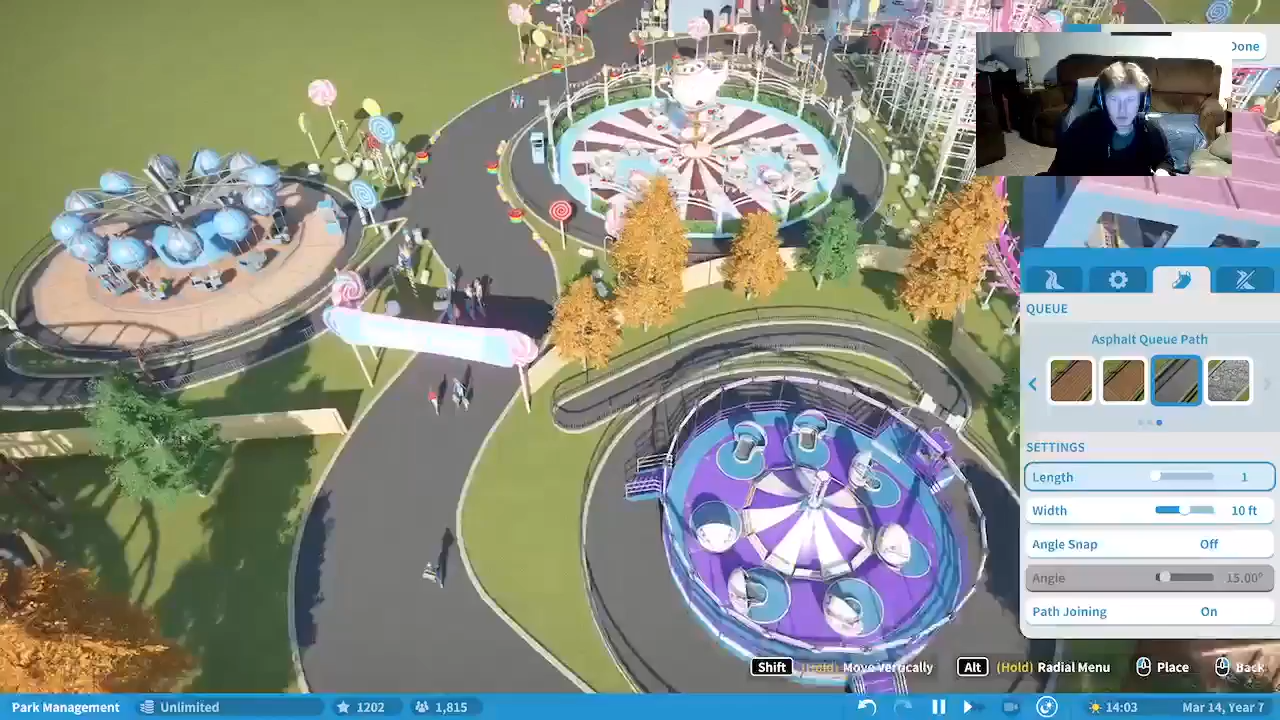 Done
QUEUE
Asphalt Queue Path
SETTINGS
Length 1
Width 10 ft
Angle Snap Off
Angle 15.00°
Path Joining On
Shift (Hold) Move Vertically Alt (Hold) Radial Menu Place Back
Park Management Unlimited 1202 1,815 14:03 Mar 14, Year 7